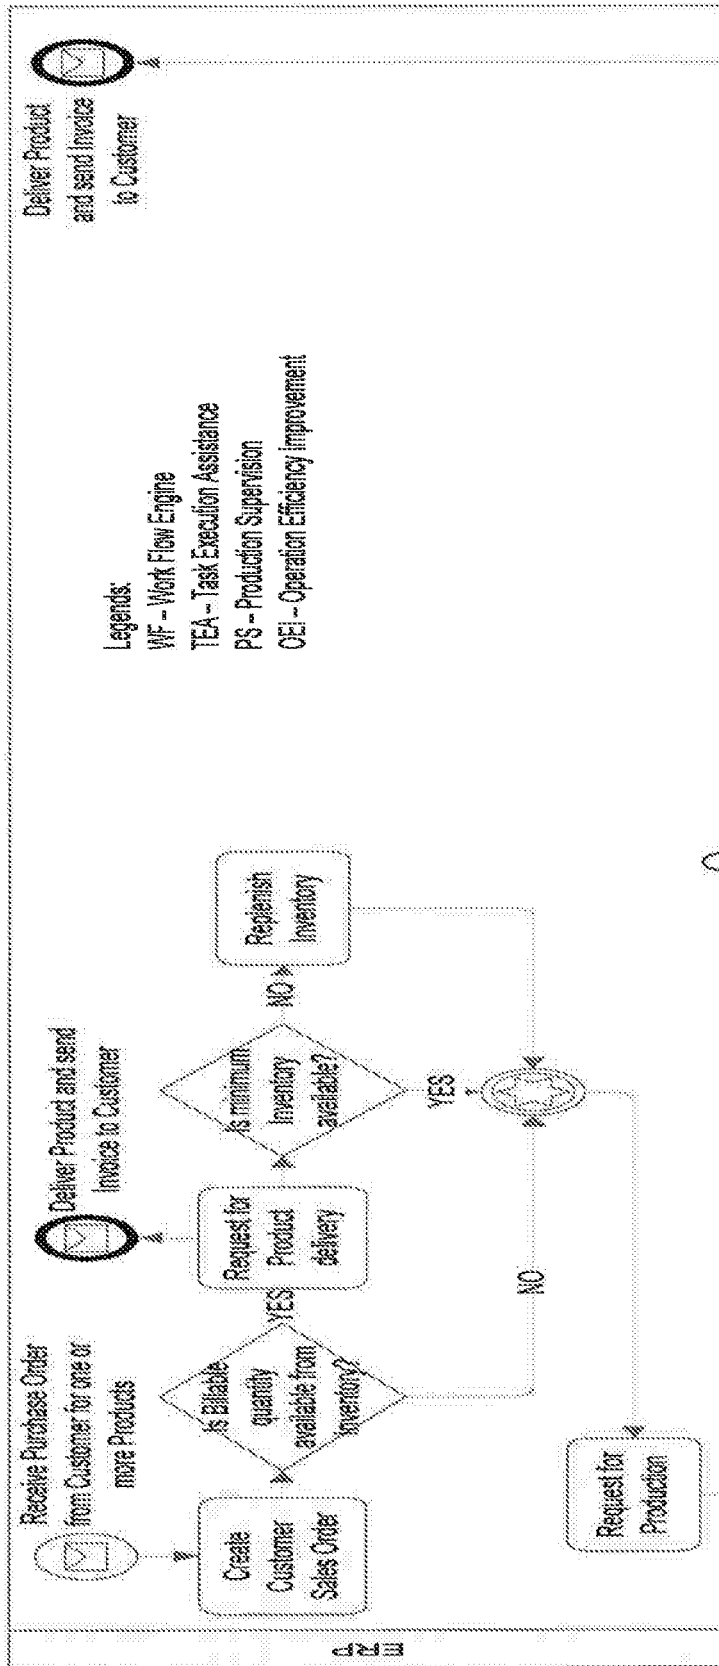 ERP
Receive Purchase Order
from Customer for one or
more Products
Create
Customer
Sales Order
Is Billable
quantity
available from
Inventory?
YES
NO
Request for
Product
delivery
Deliver Product and send
Invoice to Customer
Is minimum
Inventory
available?
NO
YES
Replenish
Inventory
Request for
Production
Legends:
WF – Work Flow Engine
TEA – Task Execution Assistance
PS – Production Supervision
OEI – Operation Efficiency Improvement
Deliver Product
and send Invoice
to Customer